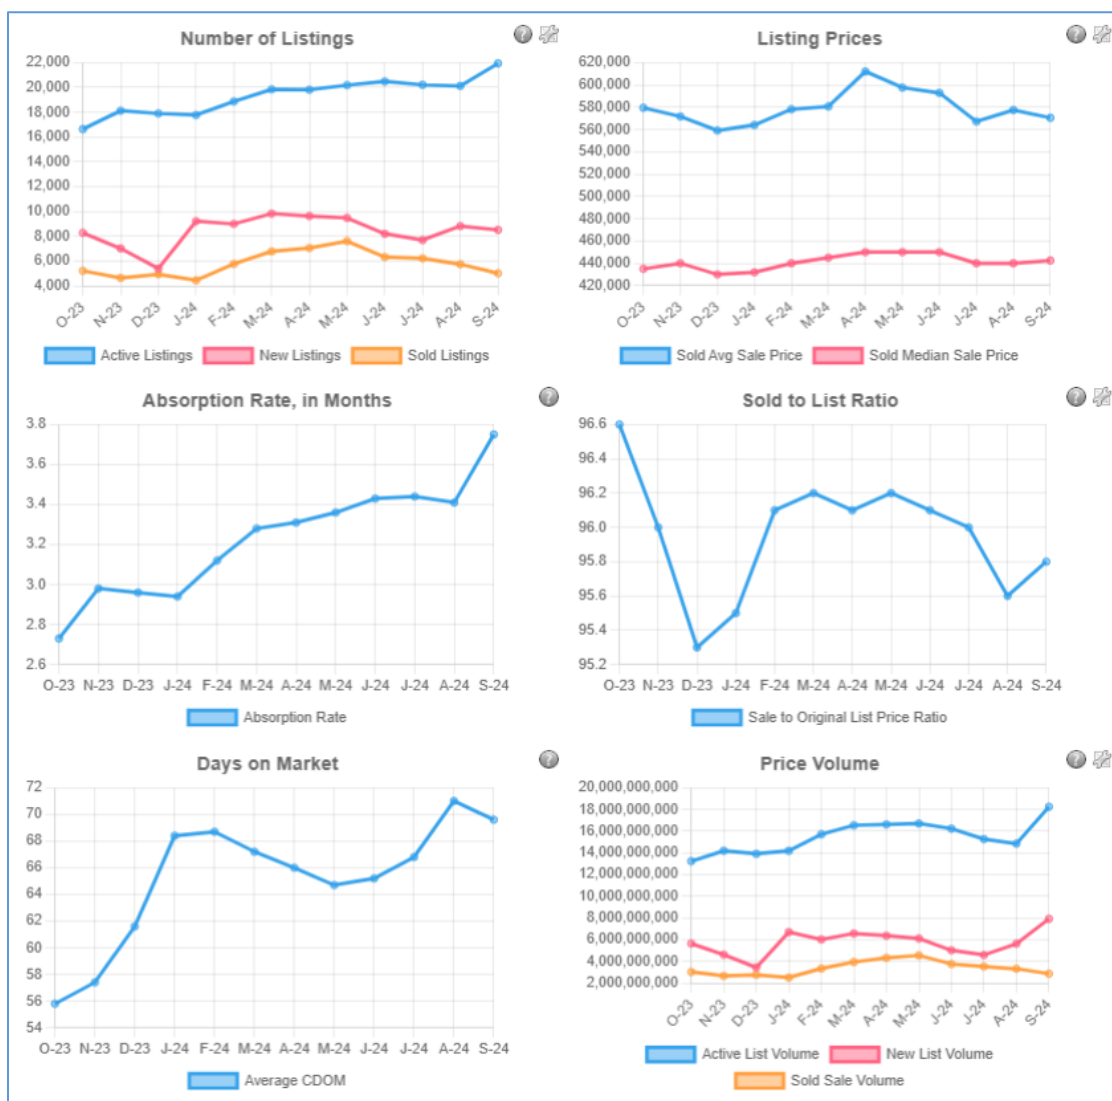 Number of Listings
22,000
20,000
18,000
16,000
14,000
12,000
10,000
8,000
6,000
4,000
O-23 N-23 D-23 J-24 F-24 M-24 A-24 M-24 J-24 J-24 A-24 S-24
Active Listings New Listings Sold Listings
Listing Prices
620,000
600,000
580,000
560,000
540,000
520,000
500,000
480,000
460,000
440,000
420,000
O-23 N-23 D-23 J-24 F-24 M-24 A-24 M-24 J-24 J-24 A-24 S-24
Sold Avg Sale Price Sold Median Sale Price
Absorption Rate, in Months
3.8
3.6
3.4
3.2
3.0
2.8
2.6
O-23 N-23 D-23 J-24 F-24 M-24 A-24 M-24 J-24 J-24 A-24 S-24
Absorption Rate
Sold to List Ratio
96.6
96.4
96.2
96.0
95.8
95.6
95.4
95.2
O-23 N-23 D-23 J-24 F-24 M-24 A-24 M-24 J-24 J-24 A-24 S-24
Sale to Original List Price Ratio
Days on Market
72
70
68
66
64
62
60
58
56
54
O-23 N-23 D-23 J-24 F-24 M-24 A-24 M-24 J-24 J-24 A-24 S-24
Average CDOM
Price Volume
20,000,000,000
18,000,000,000
16,000,000,000
14,000,000,000
12,000,000,000
10,000,000,000
8,000,000,000
6,000,000,000
4,000,000,000
2,000,000,000
O-23 N-23 D-23 J-24 F-24 M-24 A-24 M-24 J-24 J-24 A-24 S-24
Active List Volume New List Volume
Sold Sale Volume